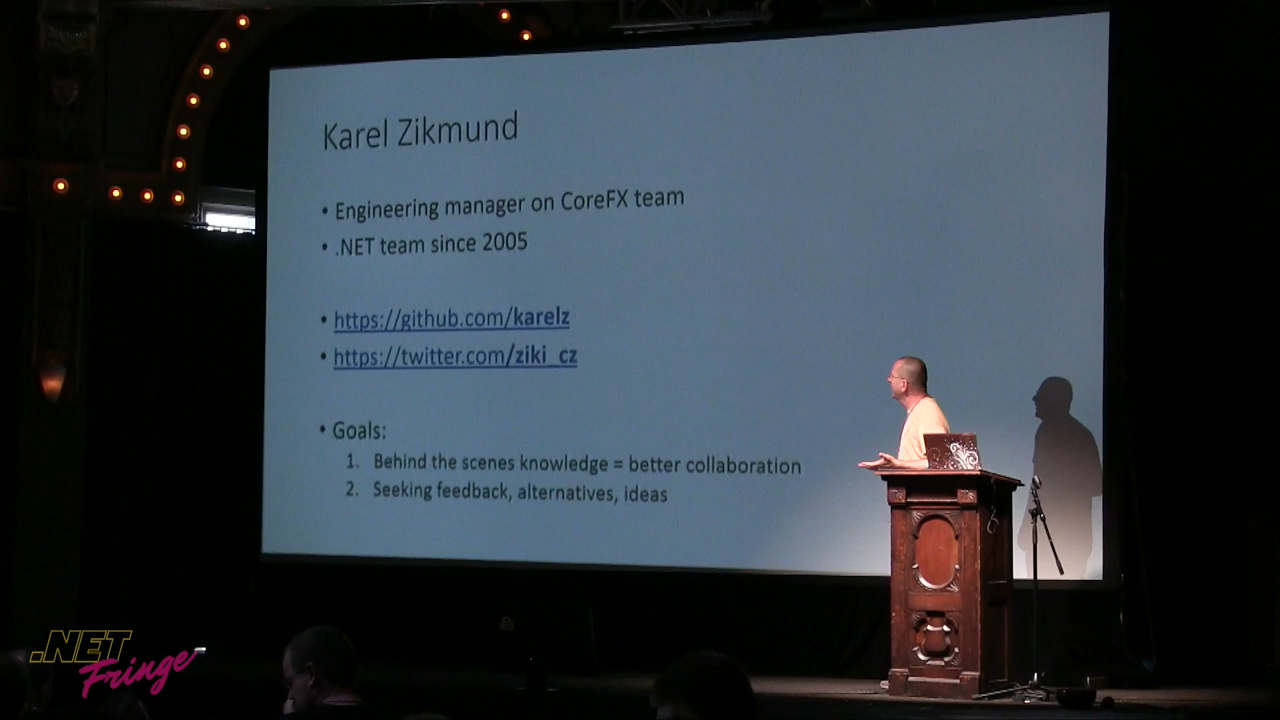 Karel Zikmund
• Engineering manager on CoreFX team
• .NET team since 2005
• https://github.com/karelz
• https://twitter.com/ziki_cz
• Goals:
1. Behind the scenes knowledge = better collaboration
2. Seeking feedback, alternatives, ideas
.NET
Fringe